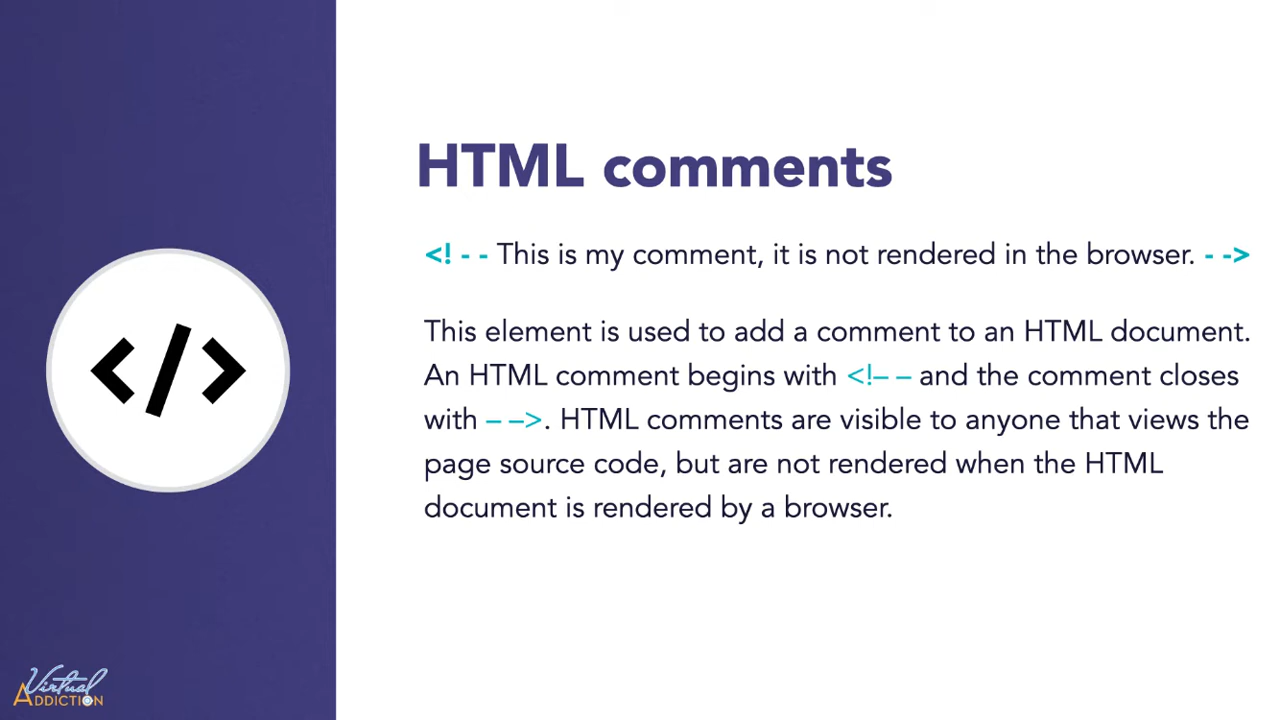 HTML comments
<! - - This is my comment, it is not rendered in the browser. - ->
This element is used to add a comment to an HTML document.
An HTML comment begins with <!– – and the comment closes
with – –>. HTML comments are visible to anyone that views the
page source code, but are not rendered when the HTML
document is rendered by a browser.
</>
Virtual
ADDICTION